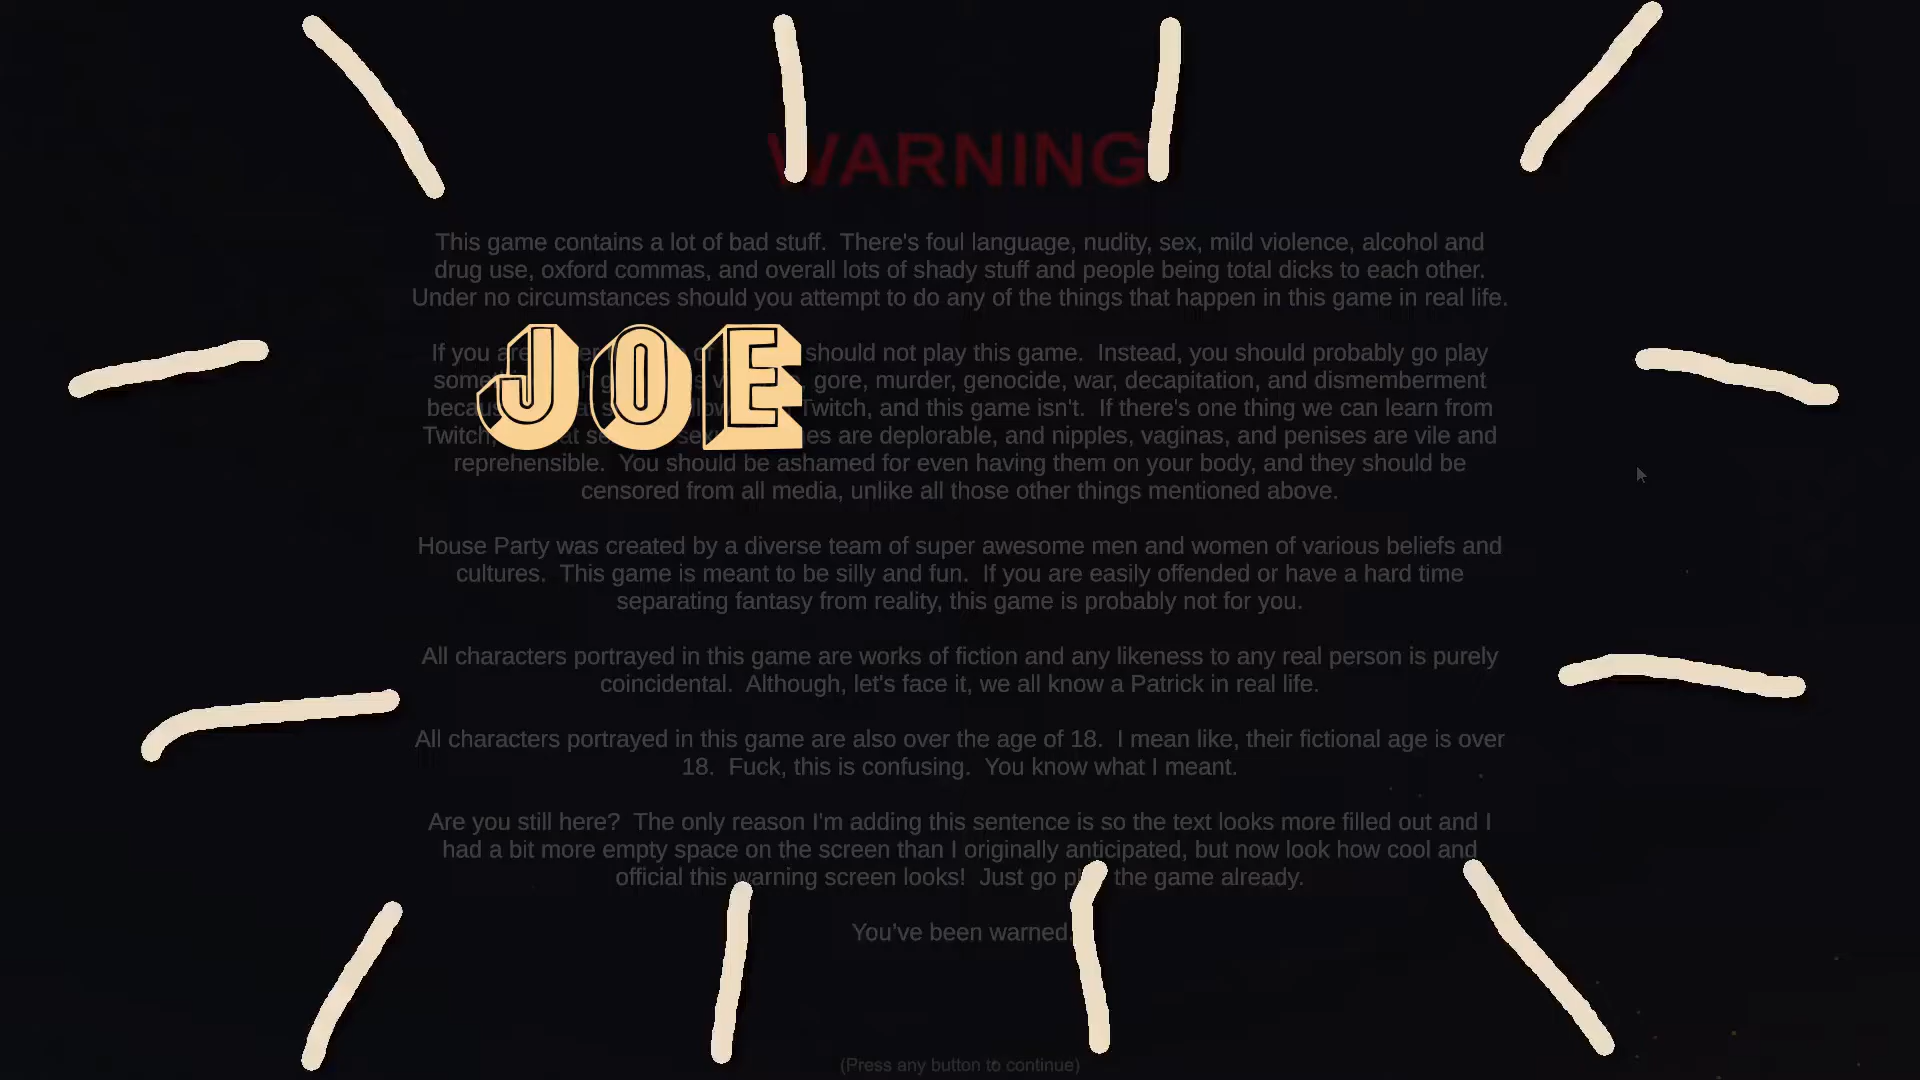 WARNING
This game contains a lot of bad stuff. There's foul language, nudity, sex, mild violence, alcohol and
drug use, oxford commas, and overall lots of shady stuff and people being total dicks to each other.
Under no circumstances should you attempt to do any of the things that happen in this game in real life.
JOE
If you are should not play this game. Instead, you should probably go play
gore, murder, genocide, war, decapitation, and dismemberment
Twitch, and this game isn't. If there's one thing we can learn from
Twitch, are deplorable, and nipples, vaginas, and penises are vile and
reprehensible. You should be ashamed for even having them on your body, and they should be
censored from all media, unlike all those other things mentioned above.
House Party was created by a diverse team of super awesome men and women of various beliefs and
cultures. This game is meant to be silly and fun. If you are easily offended or have a hard time
separating fantasy from reality, this game is probably not for you.
All characters portrayed in this game are works of fiction and any likeness to any real person is purely
coincidental. Although, let's face it, we all know a Patrick in real life.
All characters portrayed in this game are also over the age of 18. I mean like, their fictional age is over
18. Fuck, this is confusing. You know what I meant.
Are you still here? The only reason I'm adding this sentence is so the text looks more filled out and I
had a bit more empty space on the screen than I originally anticipated, but now look how cool and
official this warning screen looks! Just go the game already.
You've been warned
(Press any button to continue)